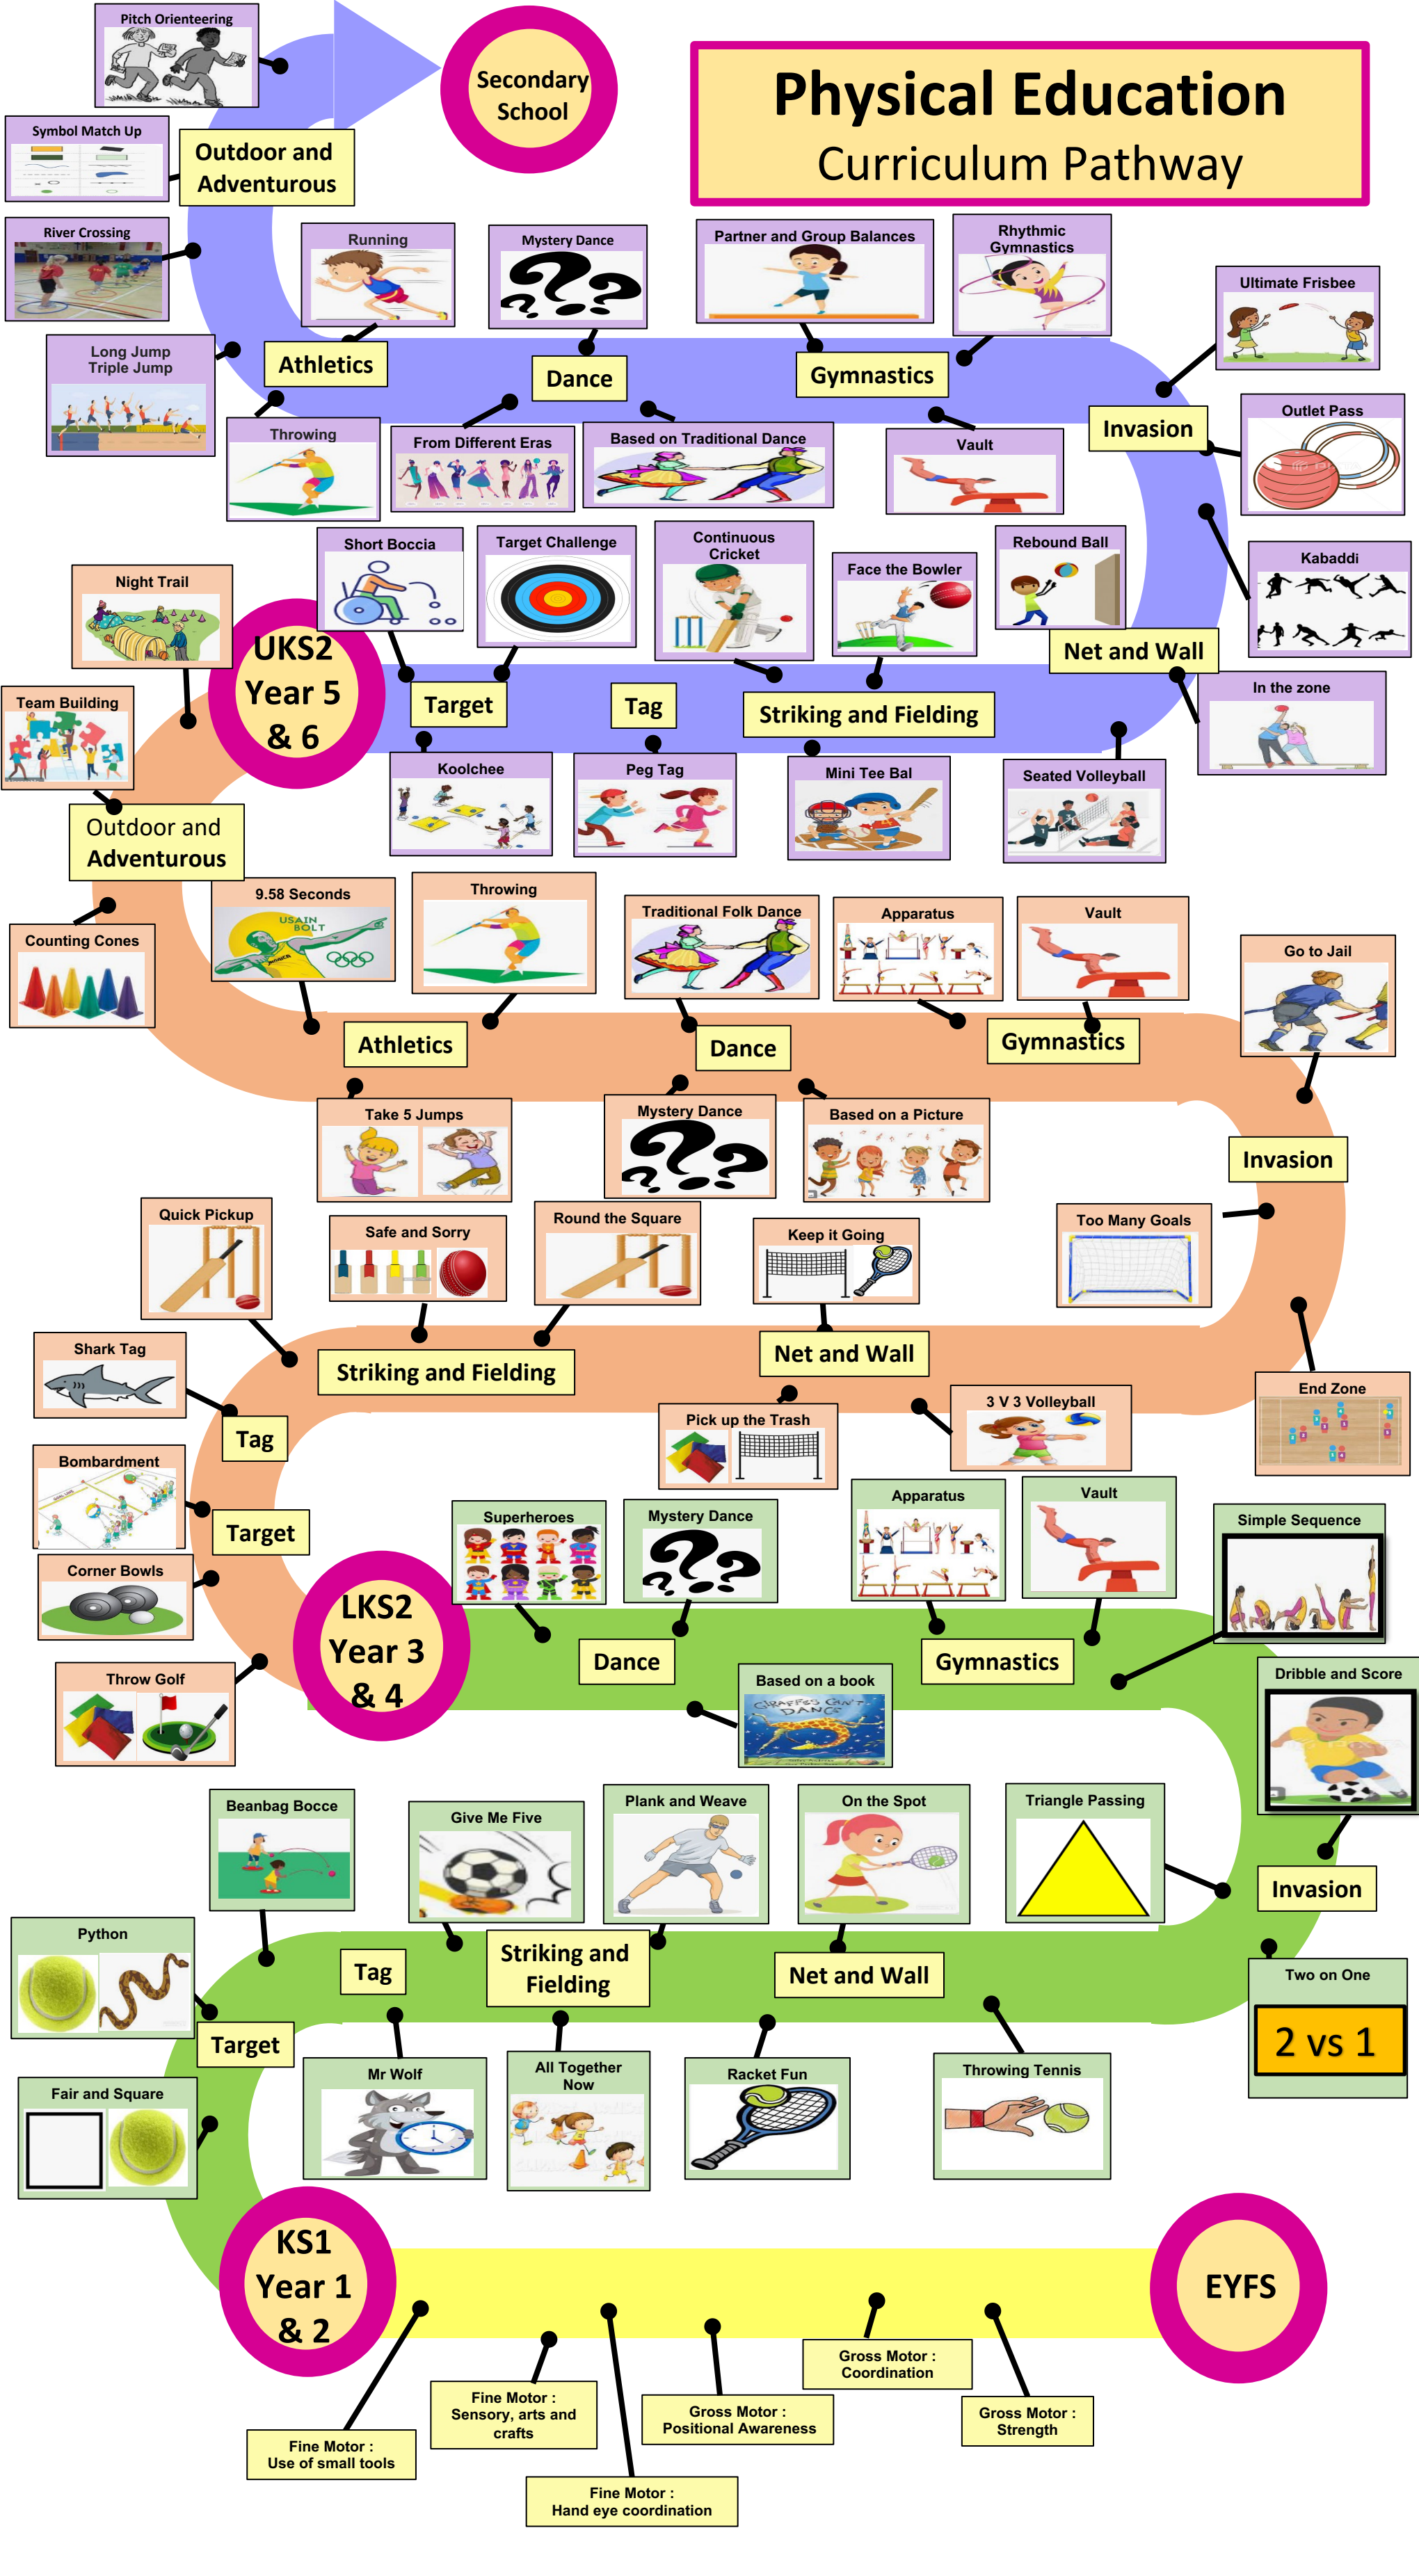 Pitch Orienteering
Secondary
School
Physical Education
Curriculum Pathway
Symbol Match Up
Outdoor and
Adventurous
River Crossing
Running
Mystery Dance
Partner and Group Balances
Rhythmic
Gymnastics
Ultimate Frisbee
Long Jump
Triple Jump
Athletics
Dance
Gymnastics
Invasion
Outlet Pass
Throwing
From Different Eras
Based on Traditional Dance
Vault
Kabaddi
Short Boccia
Target Challenge
Continuous
Cricket
Face the Bowler
Rebound Ball
Night Trail
UKS2
Year 5
& 6
Net and Wall
In the zone
Team Building
Target
Tag
Striking and Fielding
Koolchee
Peg Tag
Mini Tee Bal
Seated Volleyball
Outdoor and
Adventurous
9.58 Seconds
USAIN
BOLT
Throwing
Traditional Folk Dance
Apparatus
Vault
Go to Jail
Counting Cones
Athletics
Dance
Gymnastics
Take 5 Jumps
Mystery Dance
Based on a Picture
Invasion
Quick Pickup
Safe and Sorry
Round the Square
Keep it Going
Too Many Goals
Shark Tag
Striking and Fielding
Net and Wall
End Zone
Tag
Pick up the Trash
3 V 3 Volleyball
Bombardment
Target
Superheroes
Mystery Dance
Apparatus
Vault
Simple Sequence
Corner Bowls
LKS2
Year 3
& 4
Dance
Gymnastics
Throw Golf
Based on a book
GIRAFFES CAN'T
DANCE
Dribble and Score
Beanbag Bocce
Give Me Five
Plank and Weave
On the Spot
Triangle Passing
Invasion
Python
Tag
Striking and
Fielding
Net and Wall
Two on One
2 vs 1
Target
Fair and Square
Mr Wolf
All Together
Now
Racket Fun
Throwing Tennis
KS1
Year 1
& 2
EYFS
Gross Motor :
Coordination
Fine Motor :
Sensory, arts and
crafts
Gross Motor :
Positional Awareness
Gross Motor :
Strength
Fine Motor :
Use of small tools
Fine Motor :
Hand eye coordination